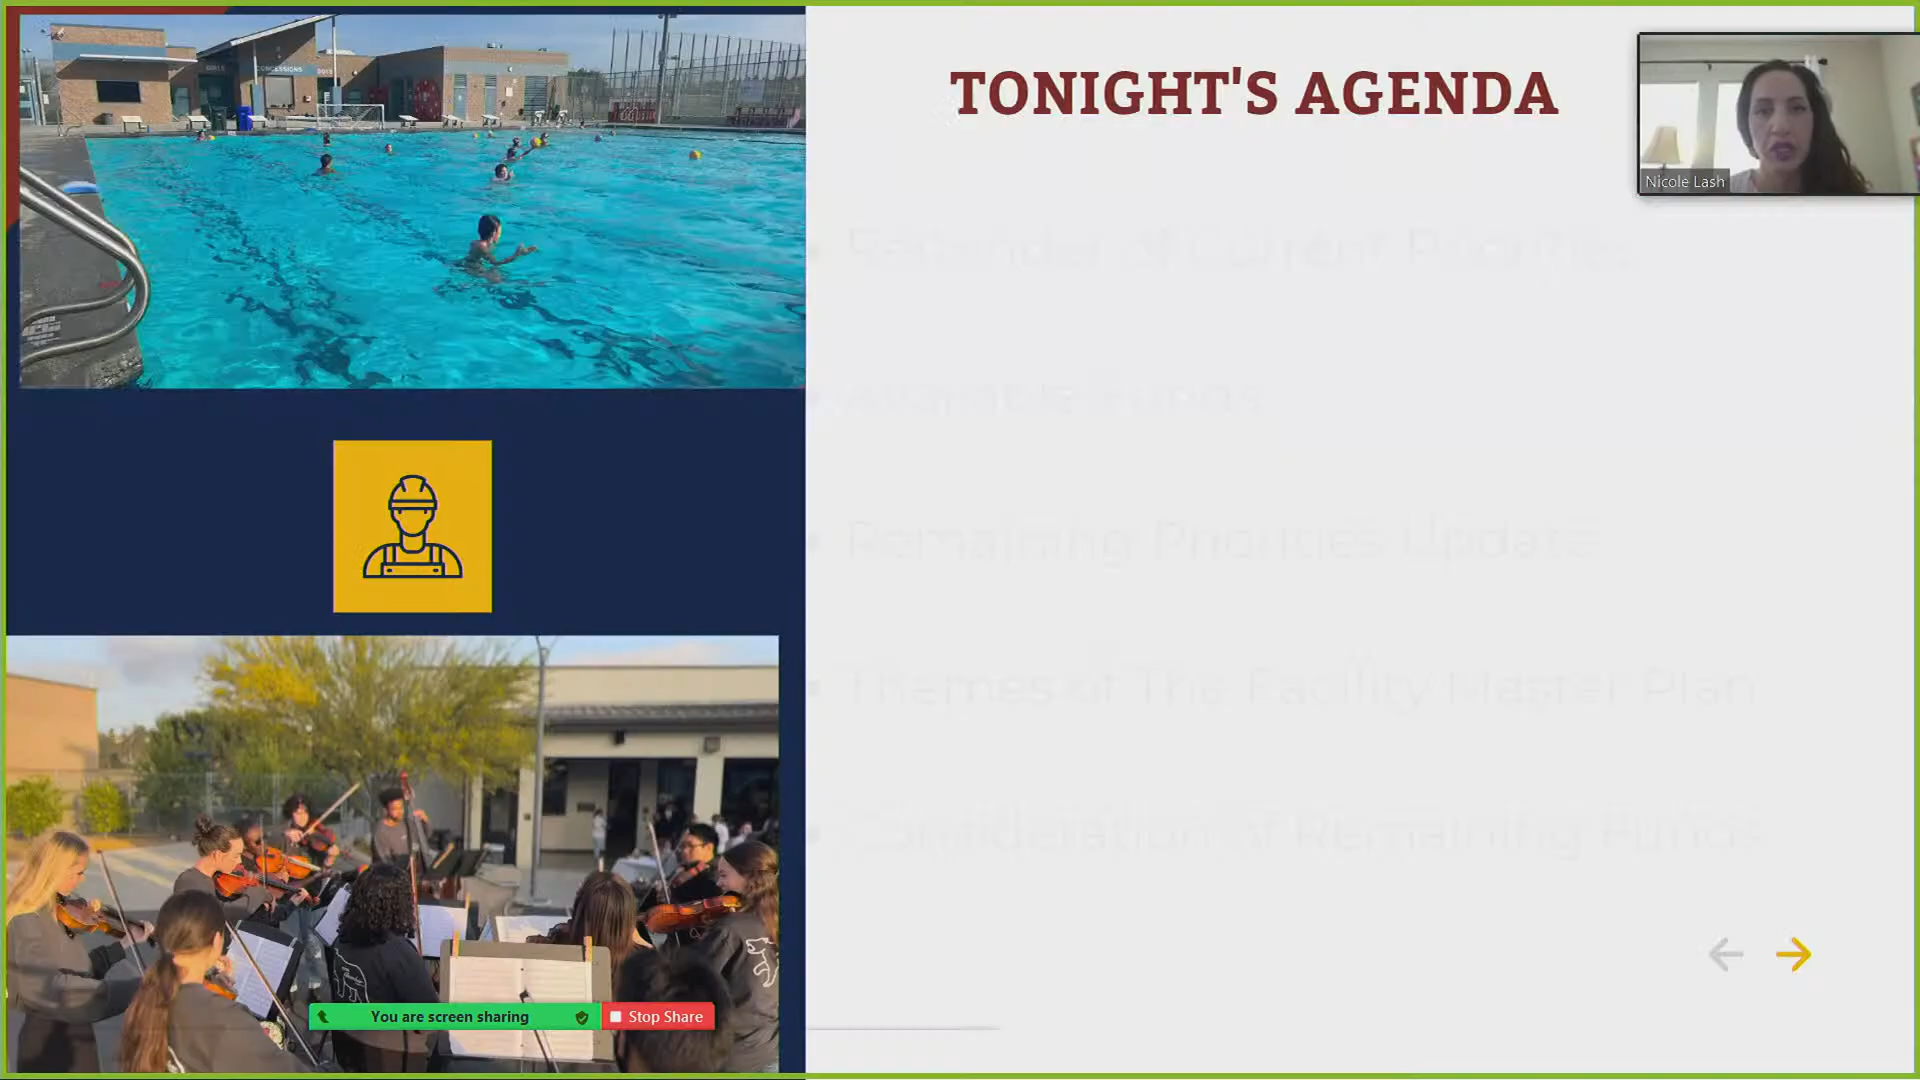 TONIGHT'S AGENDA
Nicole Lash
CONCESSIONS
• Reminder of Current Priorities
• Available Funds
• Remaining Priorities Update
• Themes of The Facility Master Plan
• Consideration of Remaining Funds
You are screen sharing
Stop Share